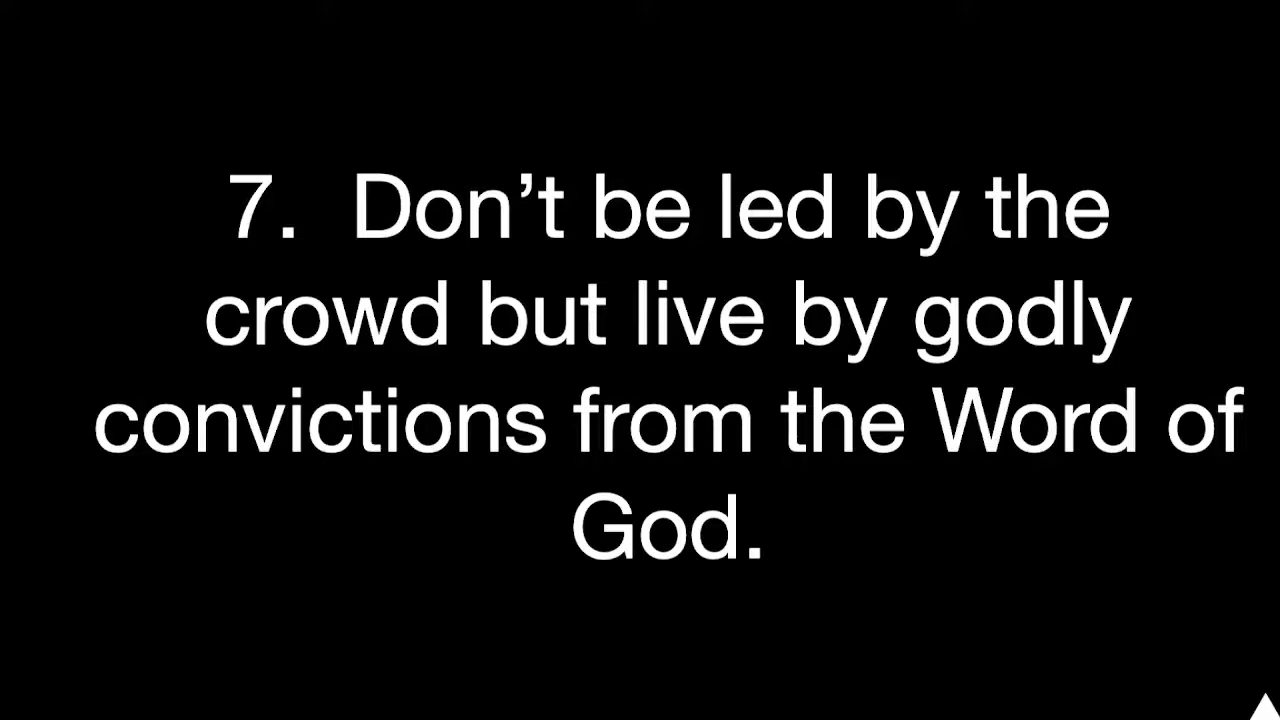 7.  Don’t be led by the
crowd but live by godly
convictions from the Word of
God.